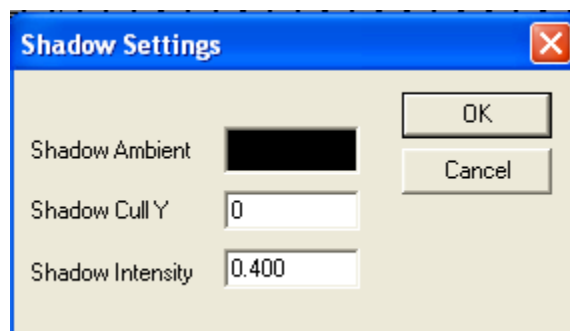 Shadow Settings
OK
Shadow Ambient
Cancel
Shadow Cull Y 0
Shadow Intensity 0.400